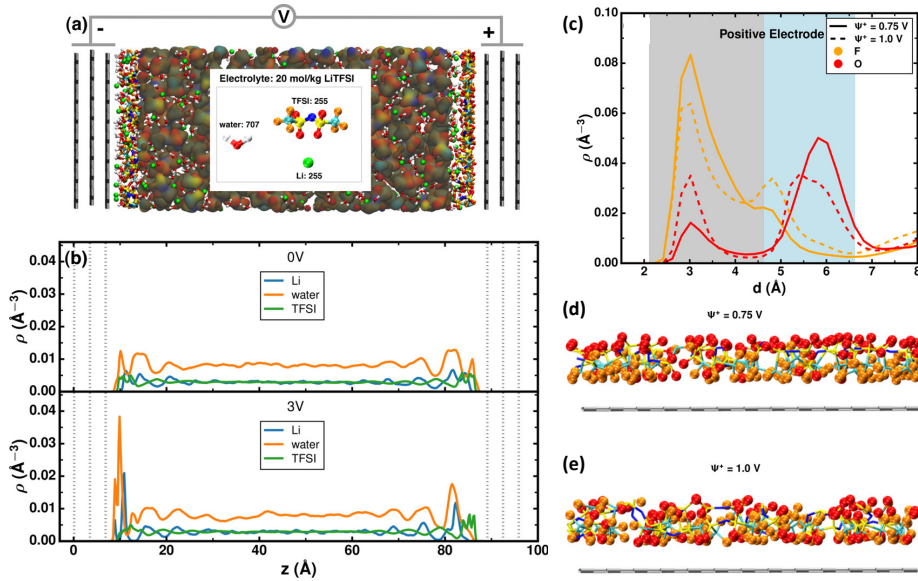 (a)
V
-
+
Electrolyte: 20 mol/kg LiTFSI
TFSI: 255
water: 707
Li: 255
(b)
0V
Li
water
TFSI
ρ (Å⁻³)
0.04
0.03
0.02
0.01
0.00
3V
Li
water
TFSI
ρ (Å⁻³)
0.04
0.03
0.02
0.01
0.00
0 20 40 60 80 100
z (Å)
(c)
Positive Electrode
Ψ⁺ = 0.75 V
Ψ⁺ = 1.0 V
F
O
ρ (Å⁻³)
0.10
0.08
0.06
0.04
0.02
0.00
2 3 4 5 6 7 8
d (Å)
(d)
Ψ⁺ = 0.75 V
(e)
Ψ⁺ = 1.0 V